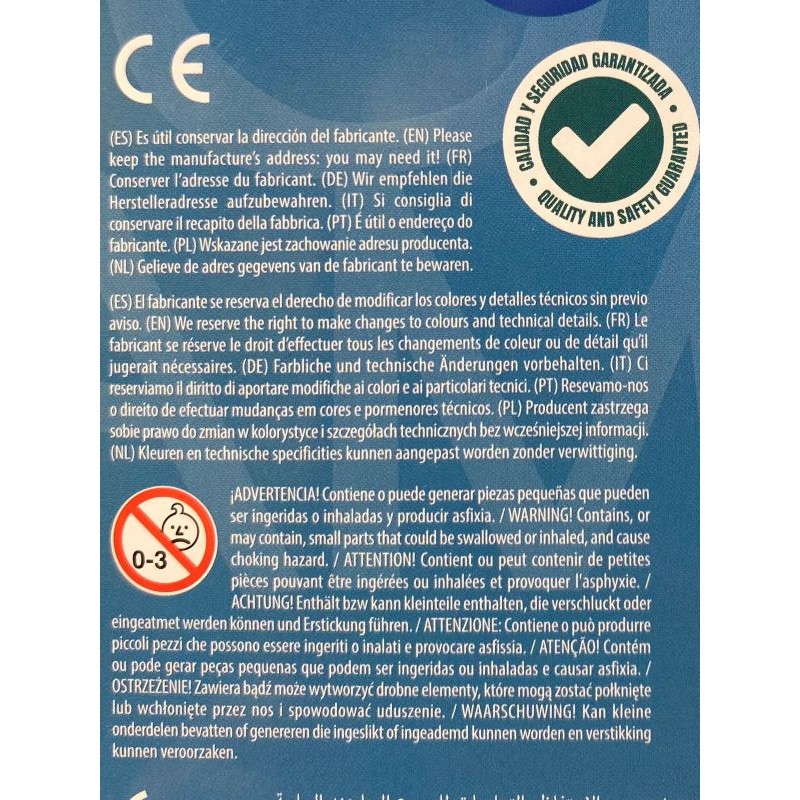 CE
CALIDAD Y SEGURIDAD GARANTIZADA •
QUALITY AND SAFETY GUARANTED •
(ES) Es útil conservar la dirección del fabricante. (EN) Please
keep the manufacture's address: you may need it! (FR)
Conserver l'adresse du fabricant. (DE) Wir empfehlen die
Herstelleradresse aufzubewahren. (IT) Si consiglia di
conservare il recapito della fabbrica. (PT) É útil o endereço do
fabricante. (PL) Wskazane jest zachowanie adresu producenta.
(NL) Gelieve de adres gegevens van de fabricant te bewaren.
(ES) El fabricante se reserva el derecho de modificar los colores y detalles técnicos sin previo
aviso. (EN) We reserve the right to make changes to colours and technical details. (FR) Le
fabricant se réserve le droit d'effectuer tous les changements de coleur ou de détail qu'il
jugerait nécessaires. (DE) Farbliche und technische Änderungen vorbehalten. (IT) Ci
reserviamo il diritto di aportare modifiche ai colori e ai particolari tecnici. (PT) Resevamo-nos
o direito de efectuar mudanças em cores e pormenores técnicos. (PL) Producent zastrzega
sobie prawo do zmian w kolorystyce i szczegółach technicznych bez wcześniejszej informacji.
(NL) Kleuren en technische specificities kunnen aangepast worden zonder verwittiging.
0-3
¡ADVERTENCIA! Contiene o puede generar piezas pequeñas que pueden
ser ingeridas o inhaladas y producir asfixia. / WARNING! Contains, or
may contain, small parts that could be swallowed or inhaled, and cause
choking hazard. / ATTENTION! Contient ou peut contenir de petites
pièces pouvant être ingérées ou inhalées et provoquer l'asphyxie. /
ACHTUNG! Enthält bzw kann kleinteile enthalten, die verschluckt oder
eingeatmet werden können und Erstickung führen. / ATTENZIONE: Contiene o può produrre
piccoli pezzi che possono essere ingeriti o inalati e provocare asfissia. / ATENÇÃO! Contém
ou pode gerar peças pequenas que podem ser ingeridas ou inhaladas e causar asfixia. /
OSTRZEŻENIE! Zawiera bądź może wytworzyć drobne elementy, które mogą zostać połknięte
lub wchłonięte przez nos i spowodować uduszenie. / WAARSCHUWING! Kan kleine
onderdelen bevatten of genereren die ingeslikt of ingeademd kunnen worden en verstikking
kunnen veroorzaken.